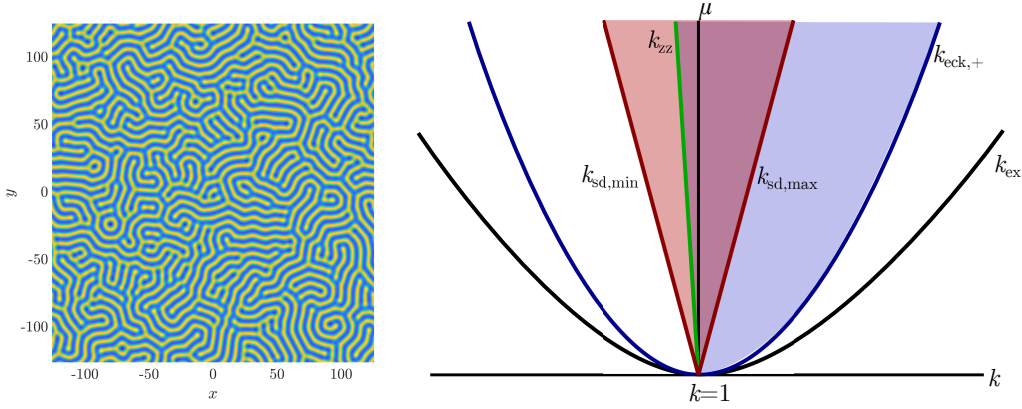 100
50
0
-50
-100
y
-100 -50 0 50 100
x
μ
k_zz
k_eck,+
k_sd,min
k_sd,max
k_ex
k
k=1